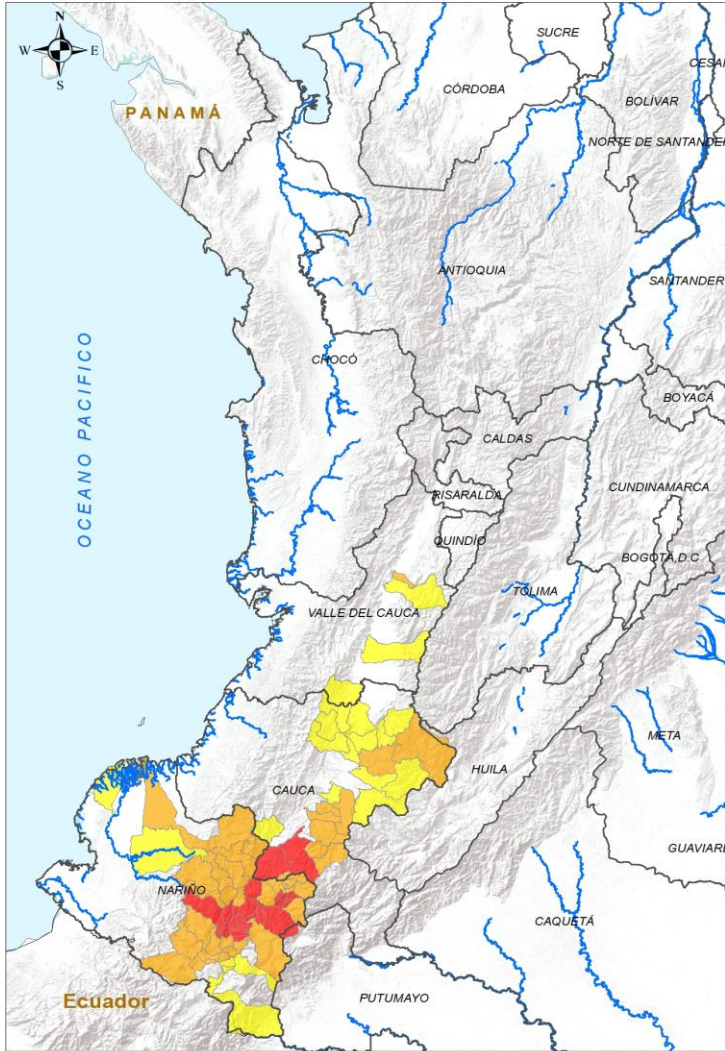 N
W E
S
SUCRE
CESAR
CÓRDOBA
BOLÍVAR
PANAMÁ
NORTE DE SANTANDER
ANTIOQUIA
SANTANDER
OCEANO PACIFICO
CHOCÓ
BOYACÁ
CALDAS
CUNDINAMARCA
RISARALDA
QUINDÍO
BOGOTÁ,D.C
TOLIMA
VALLE DEL CAUCA
META
HUILA
CAUCA
GUAVIARE
NARIÑO
CAQUETÁ
PUTUMAYO
Ecuador